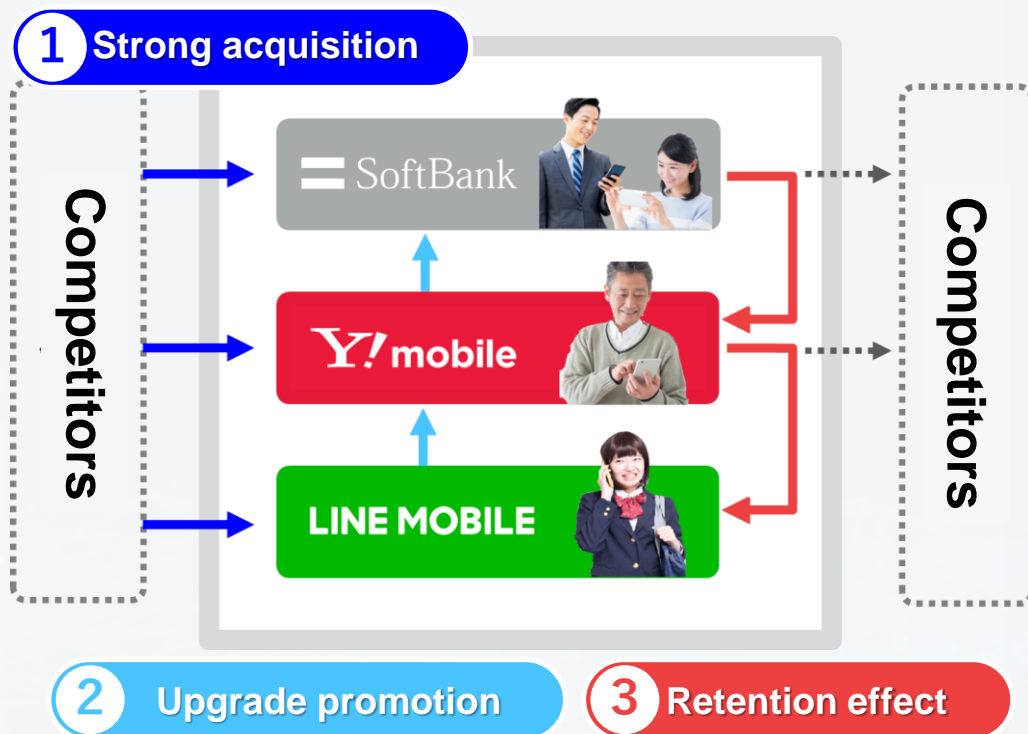 1 Strong acquisition
Competitors
SoftBank
Y! mobile
LINE MOBILE
Competitors
2 Upgrade promotion
3 Retention effect